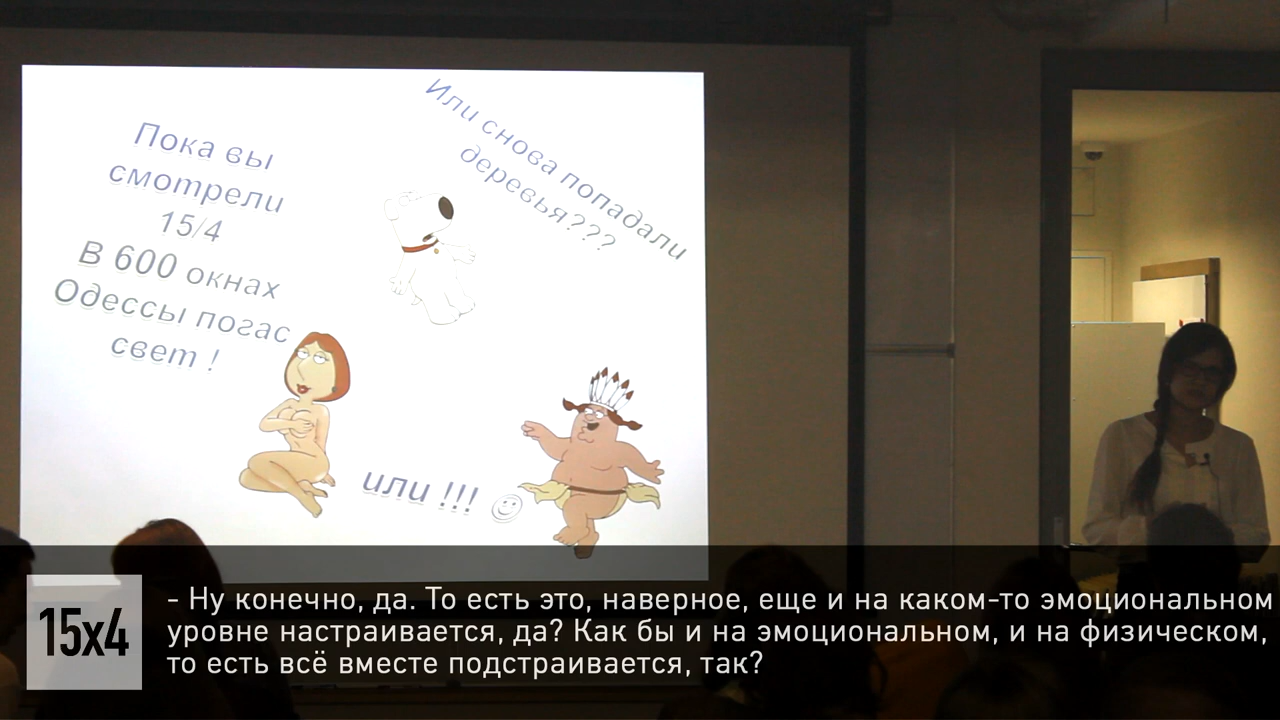 Пока вы
смотрели
15/4
В 600 окнах
Одессы погас
свет !
Или снова попадали
деревья???
или !!!
15x4
- Ну конечно, да. То есть это, наверное, еще и на каком-то эмоциональном
уровне настраивается, да? Как бы и на эмоциональном, и на физическом,
то есть всё вместе подстраивается, так?